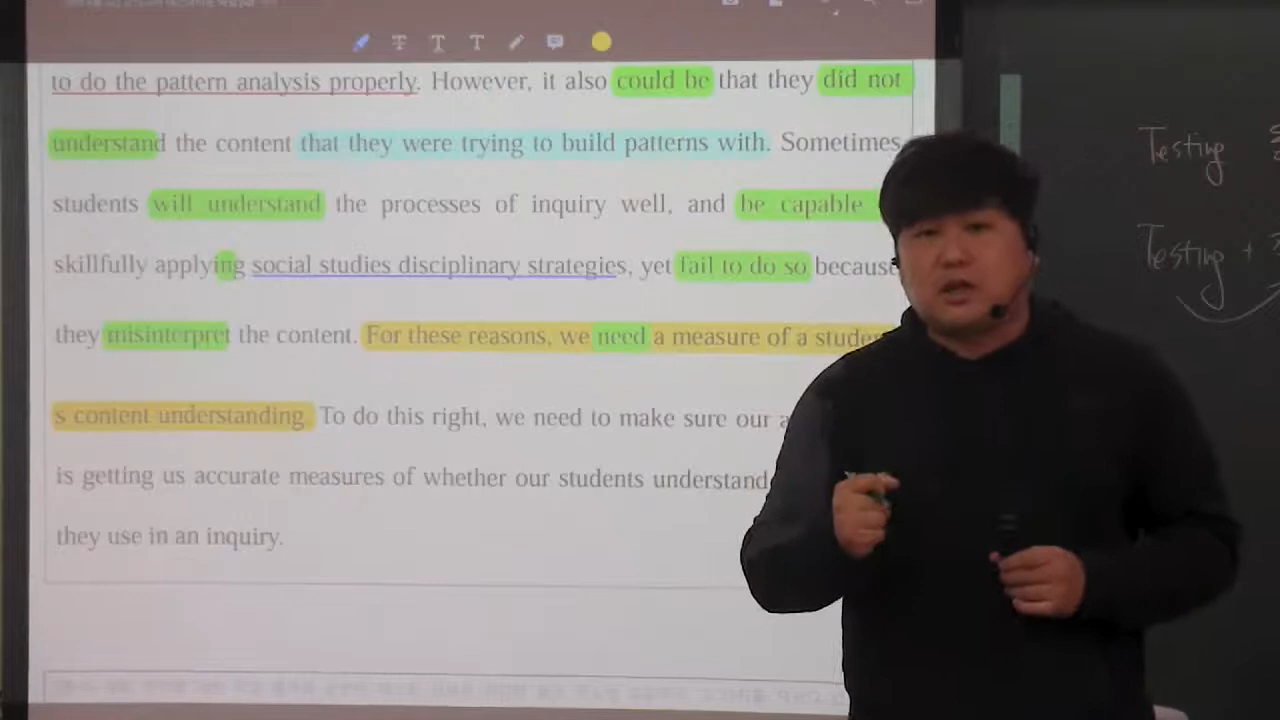 to do the pattern analysis properly. However, it also could be that they did not
understand the content that they were trying to build patterns with. Sometimes,
students will understand the processes of inquiry well, and be capable
skillfully applying social studies disciplinary strategies, yet fail to do so because
they misinterpret the content. For these reasons, we need a measure of a
s content understanding. To do this right, we need to make sure our
is getting us accurate measures of whether our students understand
they use in an inquiry.
Testing
Testing +